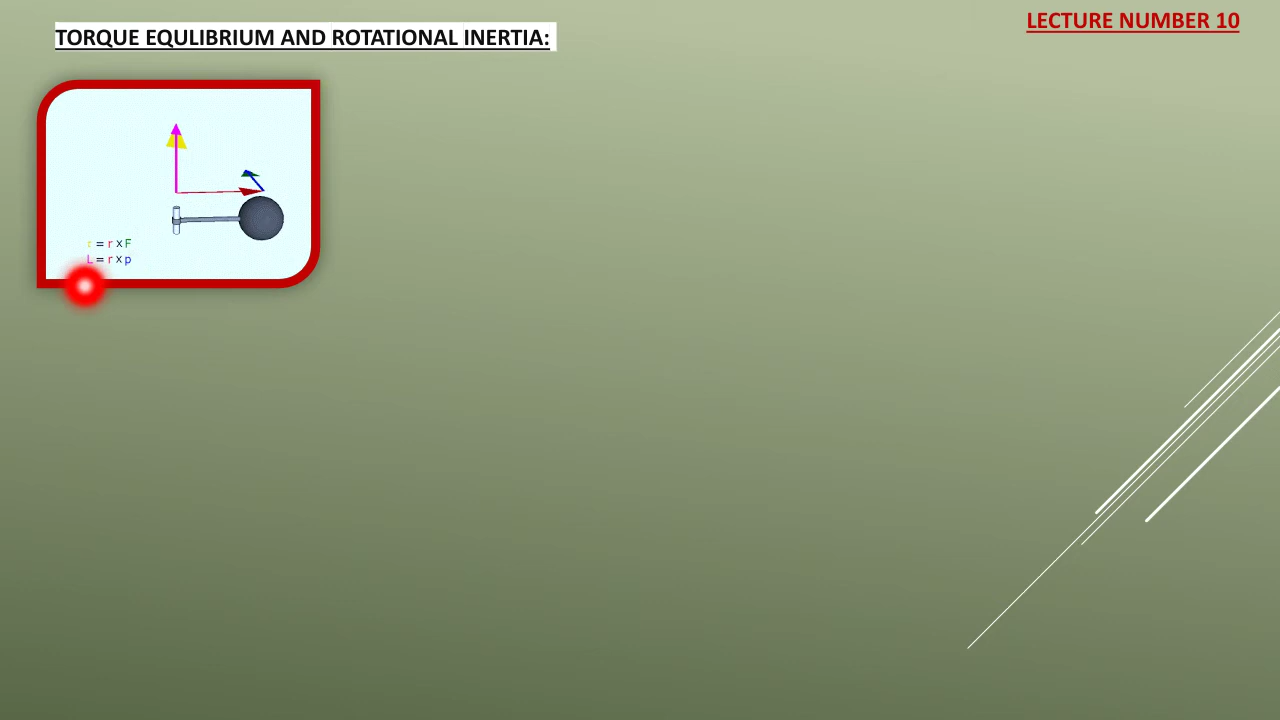 LECTURE NUMBER 10
TORQUE EQULIBRIUM AND ROTATIONAL INERTIA:
τ = r x F
L = r x p